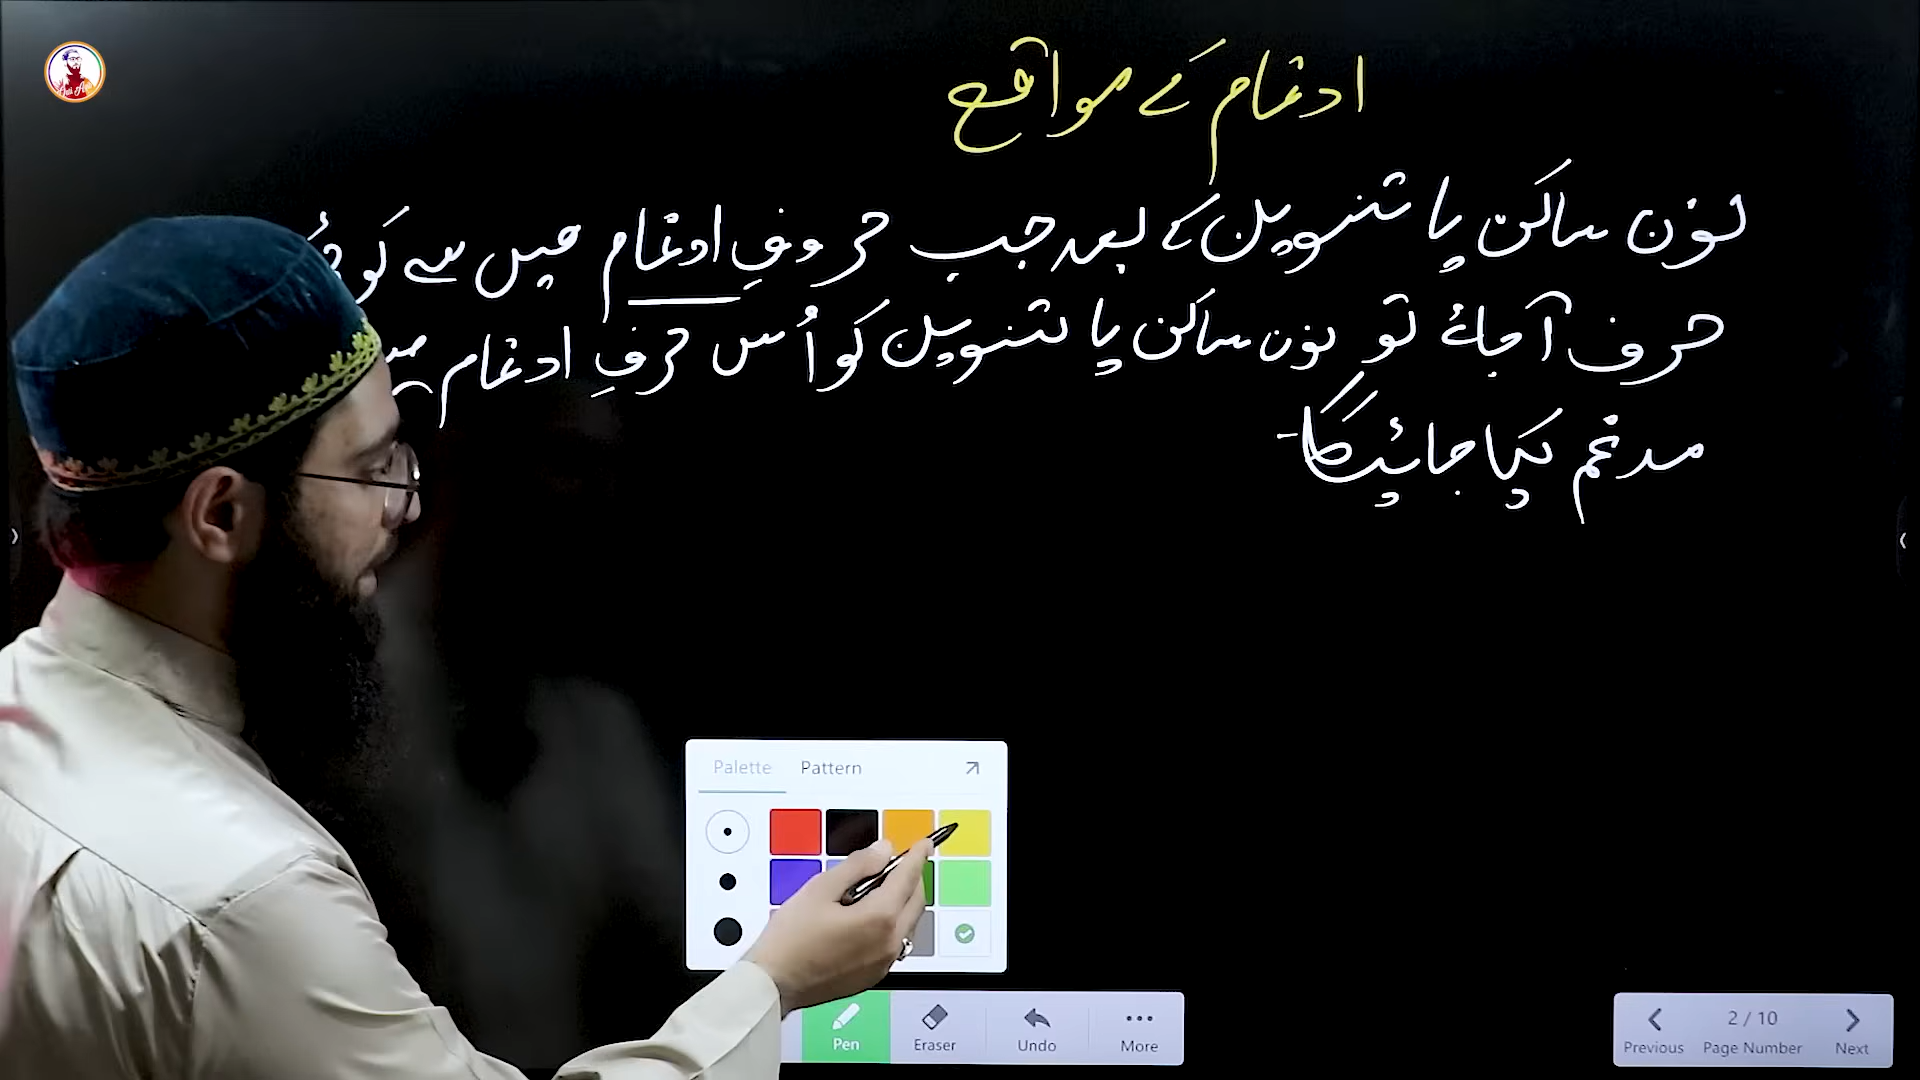 ادغام کے مواقع
نون ساکن یا تنوین کے بعد جب حروفِ ادغام میں سے کوئی
حرف آجائے تو نون ساکن یا تنوین کو اُس حرفِ ادغام میں
مدغم کیا جائیگا-
Palette Pattern
Pen Eraser Undo More
2 / 10
Previous Page Number Next